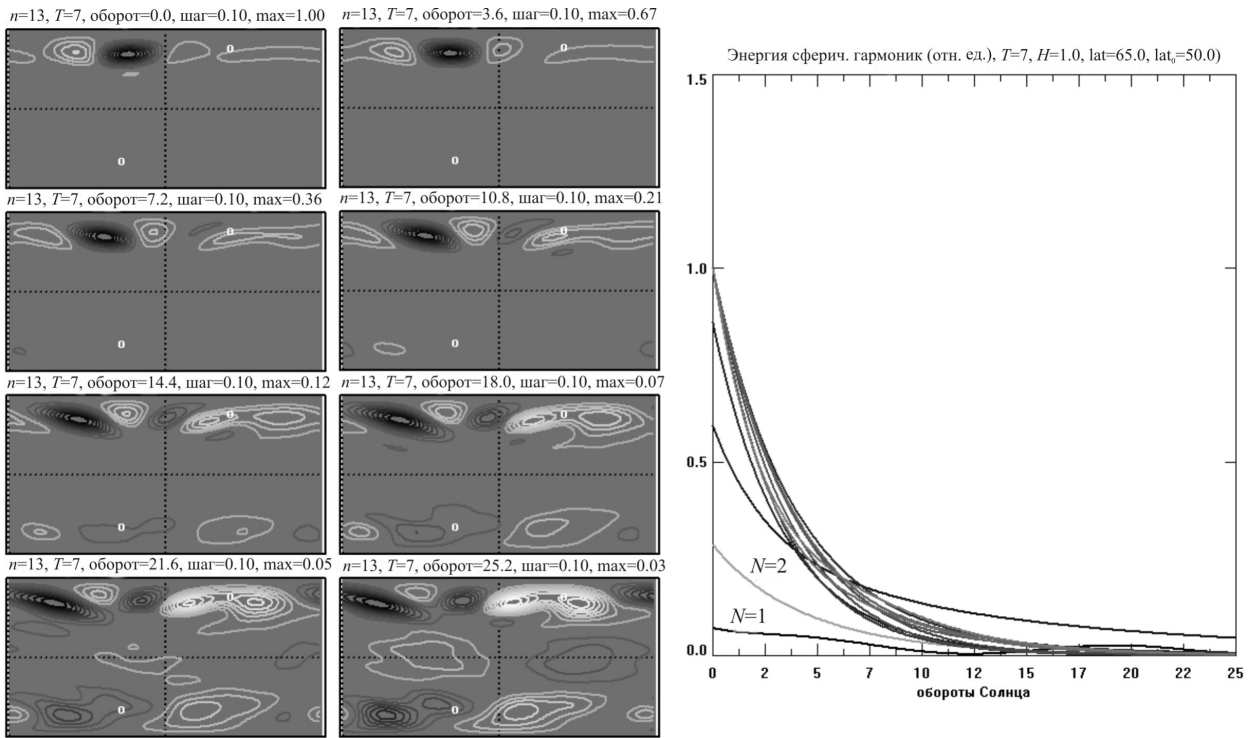 n=13, T=7, оборот=0.0, шаг=0.10, max=1.00
n=13, T=7, оборот=3.6, шаг=0.10, max=0.67
0
0
0
0
n=13, T=7, оборот=7.2, шаг=0.10, max=0.36
n=13, T=7, оборот=10.8, шаг=0.10, max=0.21
0
0
0
0
n=13, T=7, оборот=14.4, шаг=0.10, max=0.12
n=13, T=7, оборот=18.0, шаг=0.10, max=0.07
0
0
0
0
n=13, T=7, оборот=21.6, шаг=0.10, max=0.05
n=13, T=7, оборот=25.2, шаг=0.10, max=0.03
0
0
0
0
Энергия сферич. гармоник (отн. ед.), T=7, H=1.0, lat=65.0, lat₀=50.0)
1.5
1.0
0.5
0.0
N=2
N=1
0 2 5 7 10 12 15 17 20 22 25
обороты Солнца